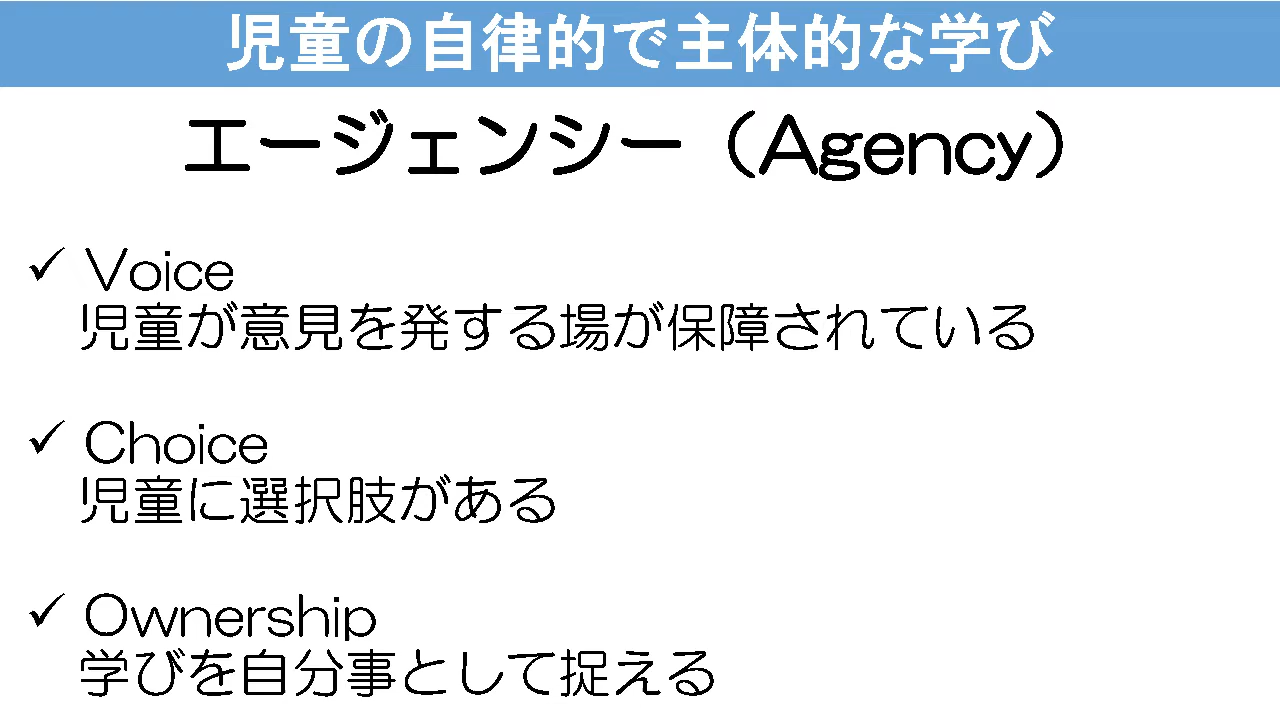 児童の自律的で主体的な学び
エージェンシー（Agency）
✓ Voice
児童が意見を発する場が保障されている
✓ Choice
児童に選択肢がある
✓ Ownership
学びを自分事として捉える